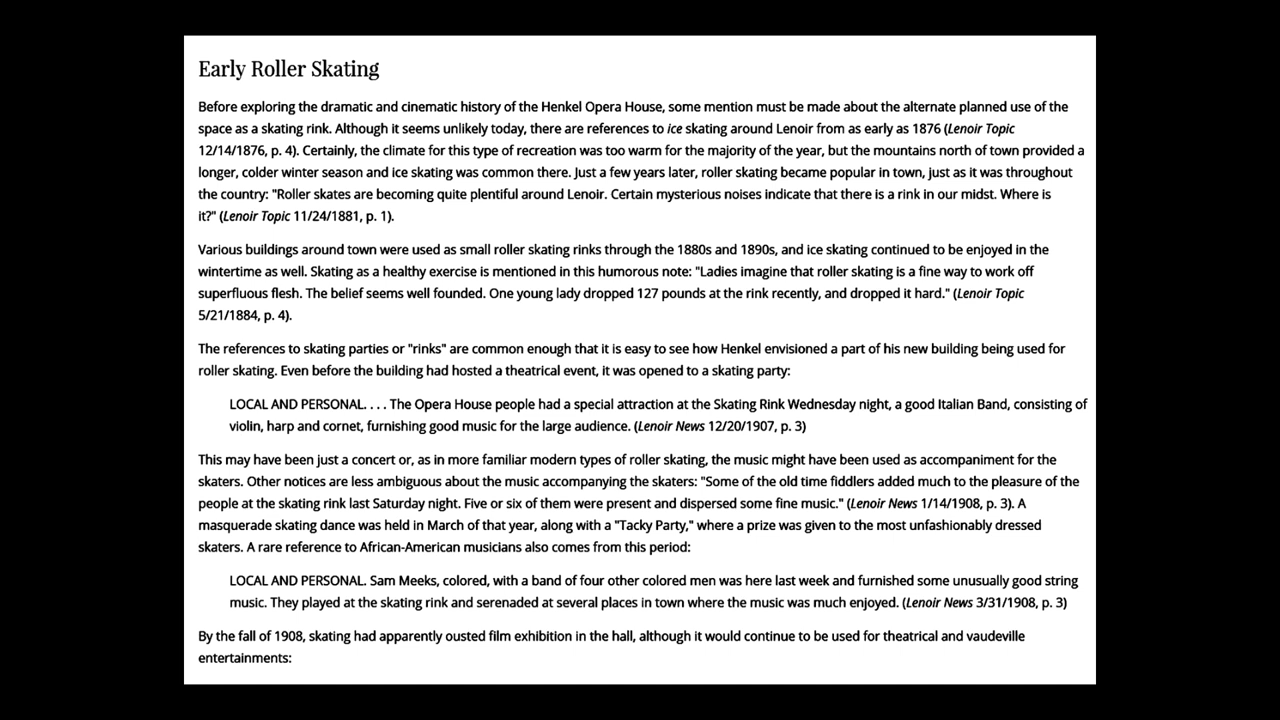 Early Roller Skating
Before exploring the dramatic and cinematic history of the Henkel Opera House, some mention must be made about the alternate planned use of the
space as a skating rink. Although it seems unlikely today, there are references to ice skating around Lenoir from as early as 1876 (Lenoir Topic
12/14/1876, p. 4). Certainly, the climate for this type of recreation was too warm for the majority of the year, but the mountains north of town provided a
longer, colder winter season and ice skating was common there. Just a few years later, roller skating became popular in town, just as it was throughout
the country: "Roller skates are becoming quite plentiful around Lenoir. Certain mysterious noises indicate that there is a rink in our midst. Where is
it?" (Lenoir Topic 11/24/1881, p. 1).
Various buildings around town were used as small roller skating rinks through the 1880s and 1890s, and ice skating continued to be enjoyed in the
wintertime as well. Skating as a healthy exercise is mentioned in this humorous note: "Ladies imagine that roller skating is a fine way to work off
superfluous flesh. The belief seems well founded. One young lady dropped 127 pounds at the rink recently, and dropped it hard." (Lenoir Topic
5/21/1884, p. 4).
The references to skating parties or "rinks" are common enough that it is easy to see how Henkel envisioned a part of his new building being used for
roller skating. Even before the building had hosted a theatrical event, it was opened to a skating party:
LOCAL AND PERSONAL. . . . The Opera House people had a special attraction at the Skating Rink Wednesday night, a good Italian Band, consisting of
violin, harp and cornet, furnishing good music for the large audience. (Lenoir News 12/20/1907, p. 3)
This may have been just a concert or, as in more familiar modern types of roller skating, the music might have been used as accompaniment for the
skaters. Other notices are less ambiguous about the music accompanying the skaters: "Some of the old time fiddlers added much to the pleasure of the
people at the skating rink last Saturday night. Five or six of them were present and dispersed some fine music." (Lenoir News 1/14/1908, p. 3). A
masquerade skating dance was held in March of that year, along with a "Tacky Party," where a prize was given to the most unfashionably dressed
skaters. A rare reference to African-American musicians also comes from this period:
LOCAL AND PERSONAL. Sam Meeks, colored, with a band of four other colored men was here last week and furnished some unusually good string
music. They played at the skating rink and serenaded at several places in town where the music was much enjoyed. (Lenoir News 3/31/1908, p. 3)
By the fall of 1908, skating had apparently ousted film exhibition in the hall, although it would continue to be used for theatrical and vaudeville
entertainments: